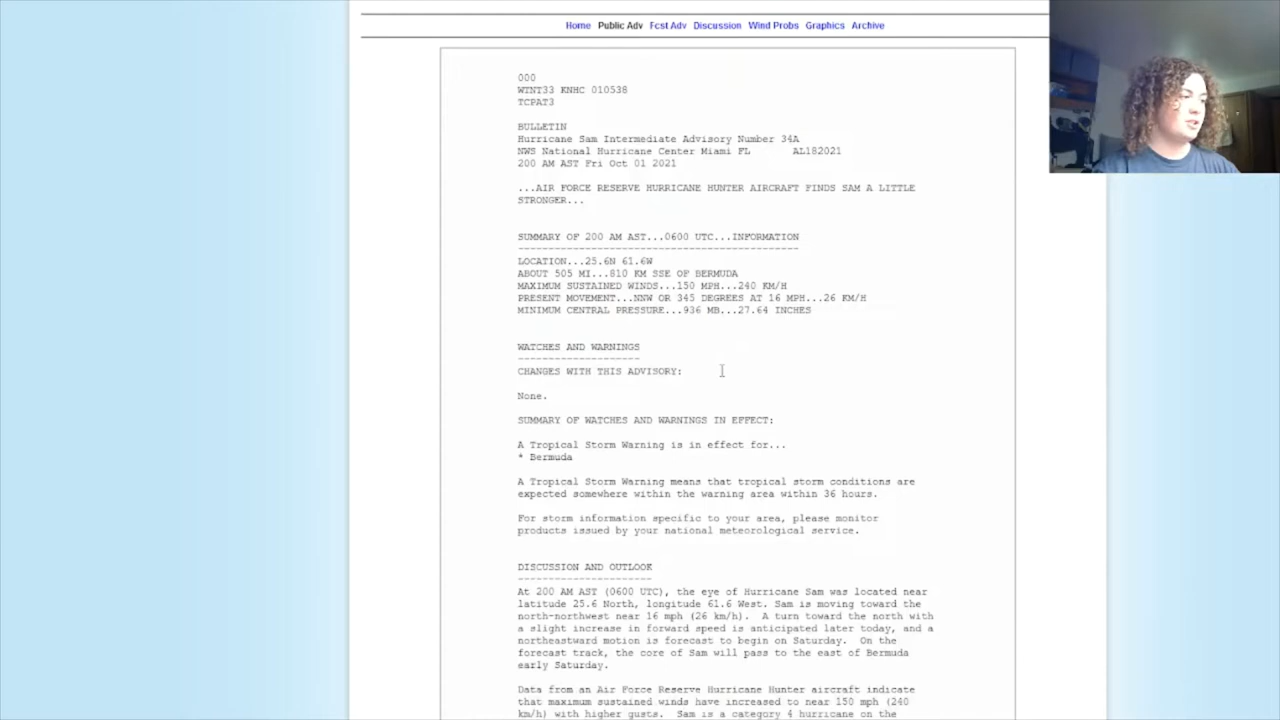 Home Public Adv Fcst Adv Discussion Wind Probs Graphics Archive
000
WTNT33 KNHC 010538
TCPAT3
BULLETIN
Hurricane Sam Intermediate Advisory Number 34A
NWS National Hurricane Center Miami FL AL182021
200 AM AST Fri Oct 01 2021
...AIR FORCE RESERVE HURRICANE HUNTER AIRCRAFT FINDS SAM A LITTLE
STRONGER...
SUMMARY OF 200 AM AST...0600 UTC...INFORMATION
----------------------------------------------
LOCATION...25.6N 61.6W
ABOUT 505 MI...810 KM SSE OF BERMUDA
MAXIMUM SUSTAINED WINDS...150 MPH...240 KM/H
PRESENT MOVEMENT...NNW OR 345 DEGREES AT 16 MPH...26 KM/H
MINIMUM CENTRAL PRESSURE...936 MB...27.64 INCHES
WATCHES AND WARNINGS
--------------------
CHANGES WITH THIS ADVISORY:
None.
SUMMARY OF WATCHES AND WARNINGS IN EFFECT:
A Tropical Storm Warning is in effect for...
* Bermuda
A Tropical Storm Warning means that tropical storm conditions are
expected somewhere within the warning area within 36 hours.
For storm information specific to your area, please monitor
products issued by your national meteorological service.
DISCUSSION AND OUTLOOK
----------------------
At 200 AM AST (0600 UTC), the eye of Hurricane Sam was located near
latitude 25.6 North, longitude 61.6 West. Sam is moving toward the
north-northwest near 16 mph (26 km/h). A turn toward the north with
a slight increase in forward speed is anticipated later today, and a
northeastward motion is forecast to begin on Saturday. On the
forecast track, the core of Sam will pass to the east of Bermuda
early Saturday.
Data from an Air Force Reserve Hurricane Hunter aircraft indicate
that maximum sustained winds have increased to near 150 mph (240
km/h) with higher gusts. Sam is a category 4 hurricane on the